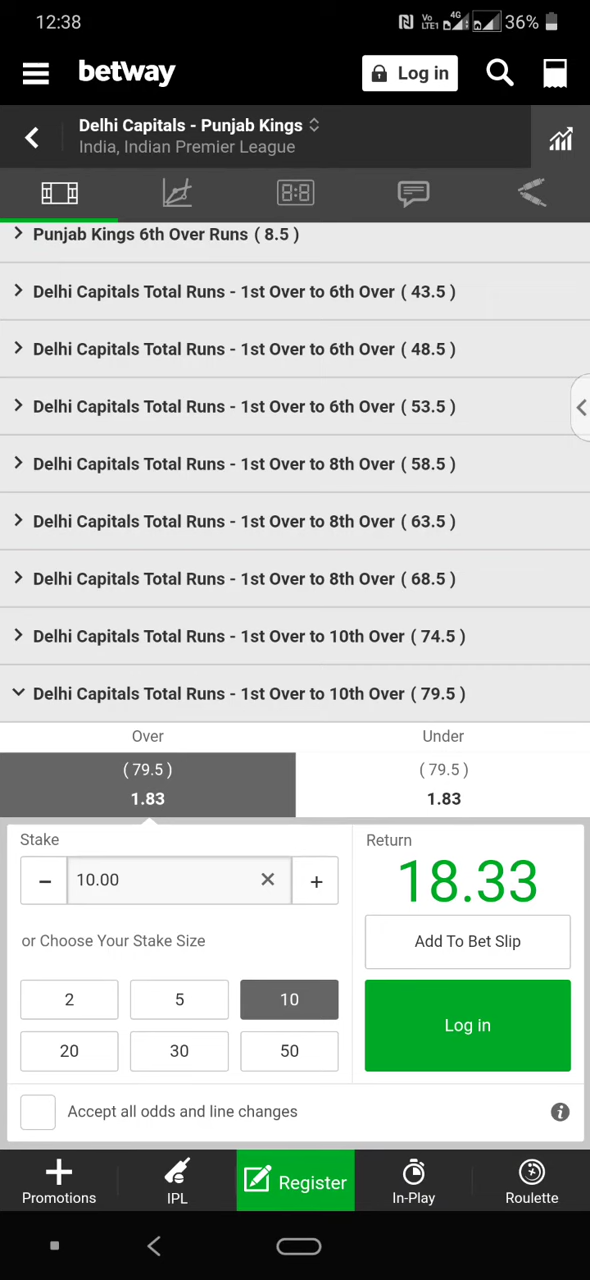 12:38
Vo
LTE1
4G
36%
betway
Log in
Delhi Capitals - Punjab Kings
India, Indian Premier League
8:8
Punjab Kings 6th Over Runs ( 8.5 )
Delhi Capitals Total Runs - 1st Over to 6th Over ( 43.5 )
Delhi Capitals Total Runs - 1st Over to 6th Over ( 48.5 )
Delhi Capitals Total Runs - 1st Over to 6th Over ( 53.5 )
Delhi Capitals Total Runs - 1st Over to 8th Over ( 58.5 )
Delhi Capitals Total Runs - 1st Over to 8th Over ( 63.5 )
Delhi Capitals Total Runs - 1st Over to 8th Over ( 68.5 )
Delhi Capitals Total Runs - 1st Over to 10th Over ( 74.5 )
Delhi Capitals Total Runs - 1st Over to 10th Over ( 79.5 )
Over Under
( 79.5 ) ( 79.5 )
1.83 1.83
Stake Return
− 10.00 × + 18.33
or Choose Your Stake Size Add To Bet Slip
2 5 10
Log in
20 30 50
Accept all odds and line changes
Promotions IPL Register In-Play Roulette